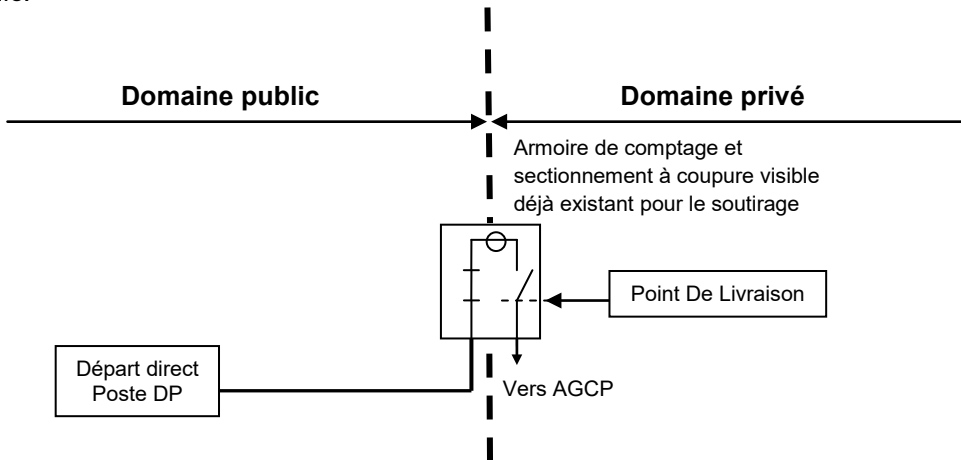 Domaine public
Domaine privé
Armoire de comptage et
sectionnement à coupure visible
déjà existant pour le soutirage
Point De Livraison
Départ direct
Poste DP
Vers AGCP